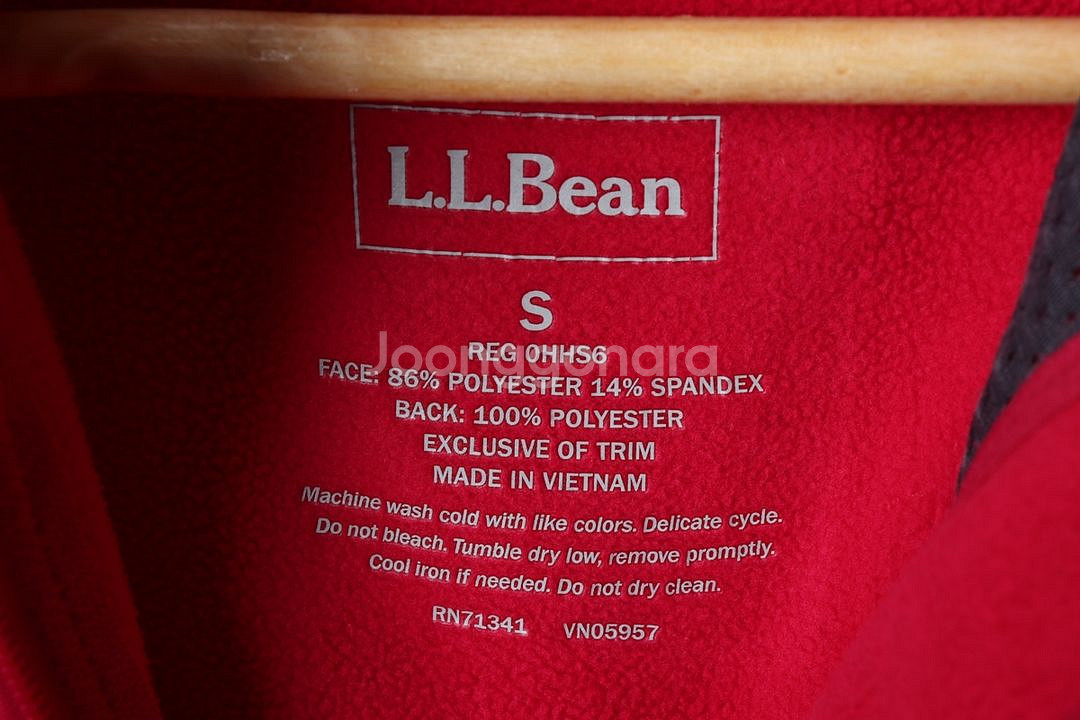 L.L.Bean
S
REG 0HHS6
Joonggonara
FACE: 86% POLYESTER 14% SPANDEX
BACK: 100% POLYESTER
EXCLUSIVE OF TRIM
MADE IN VIETNAM
Machine wash cold with like colors. Delicate cycle.
Do not bleach. Tumble dry low, remove promptly.
Cool iron if needed. Do not dry clean.
RN71341 VN05957